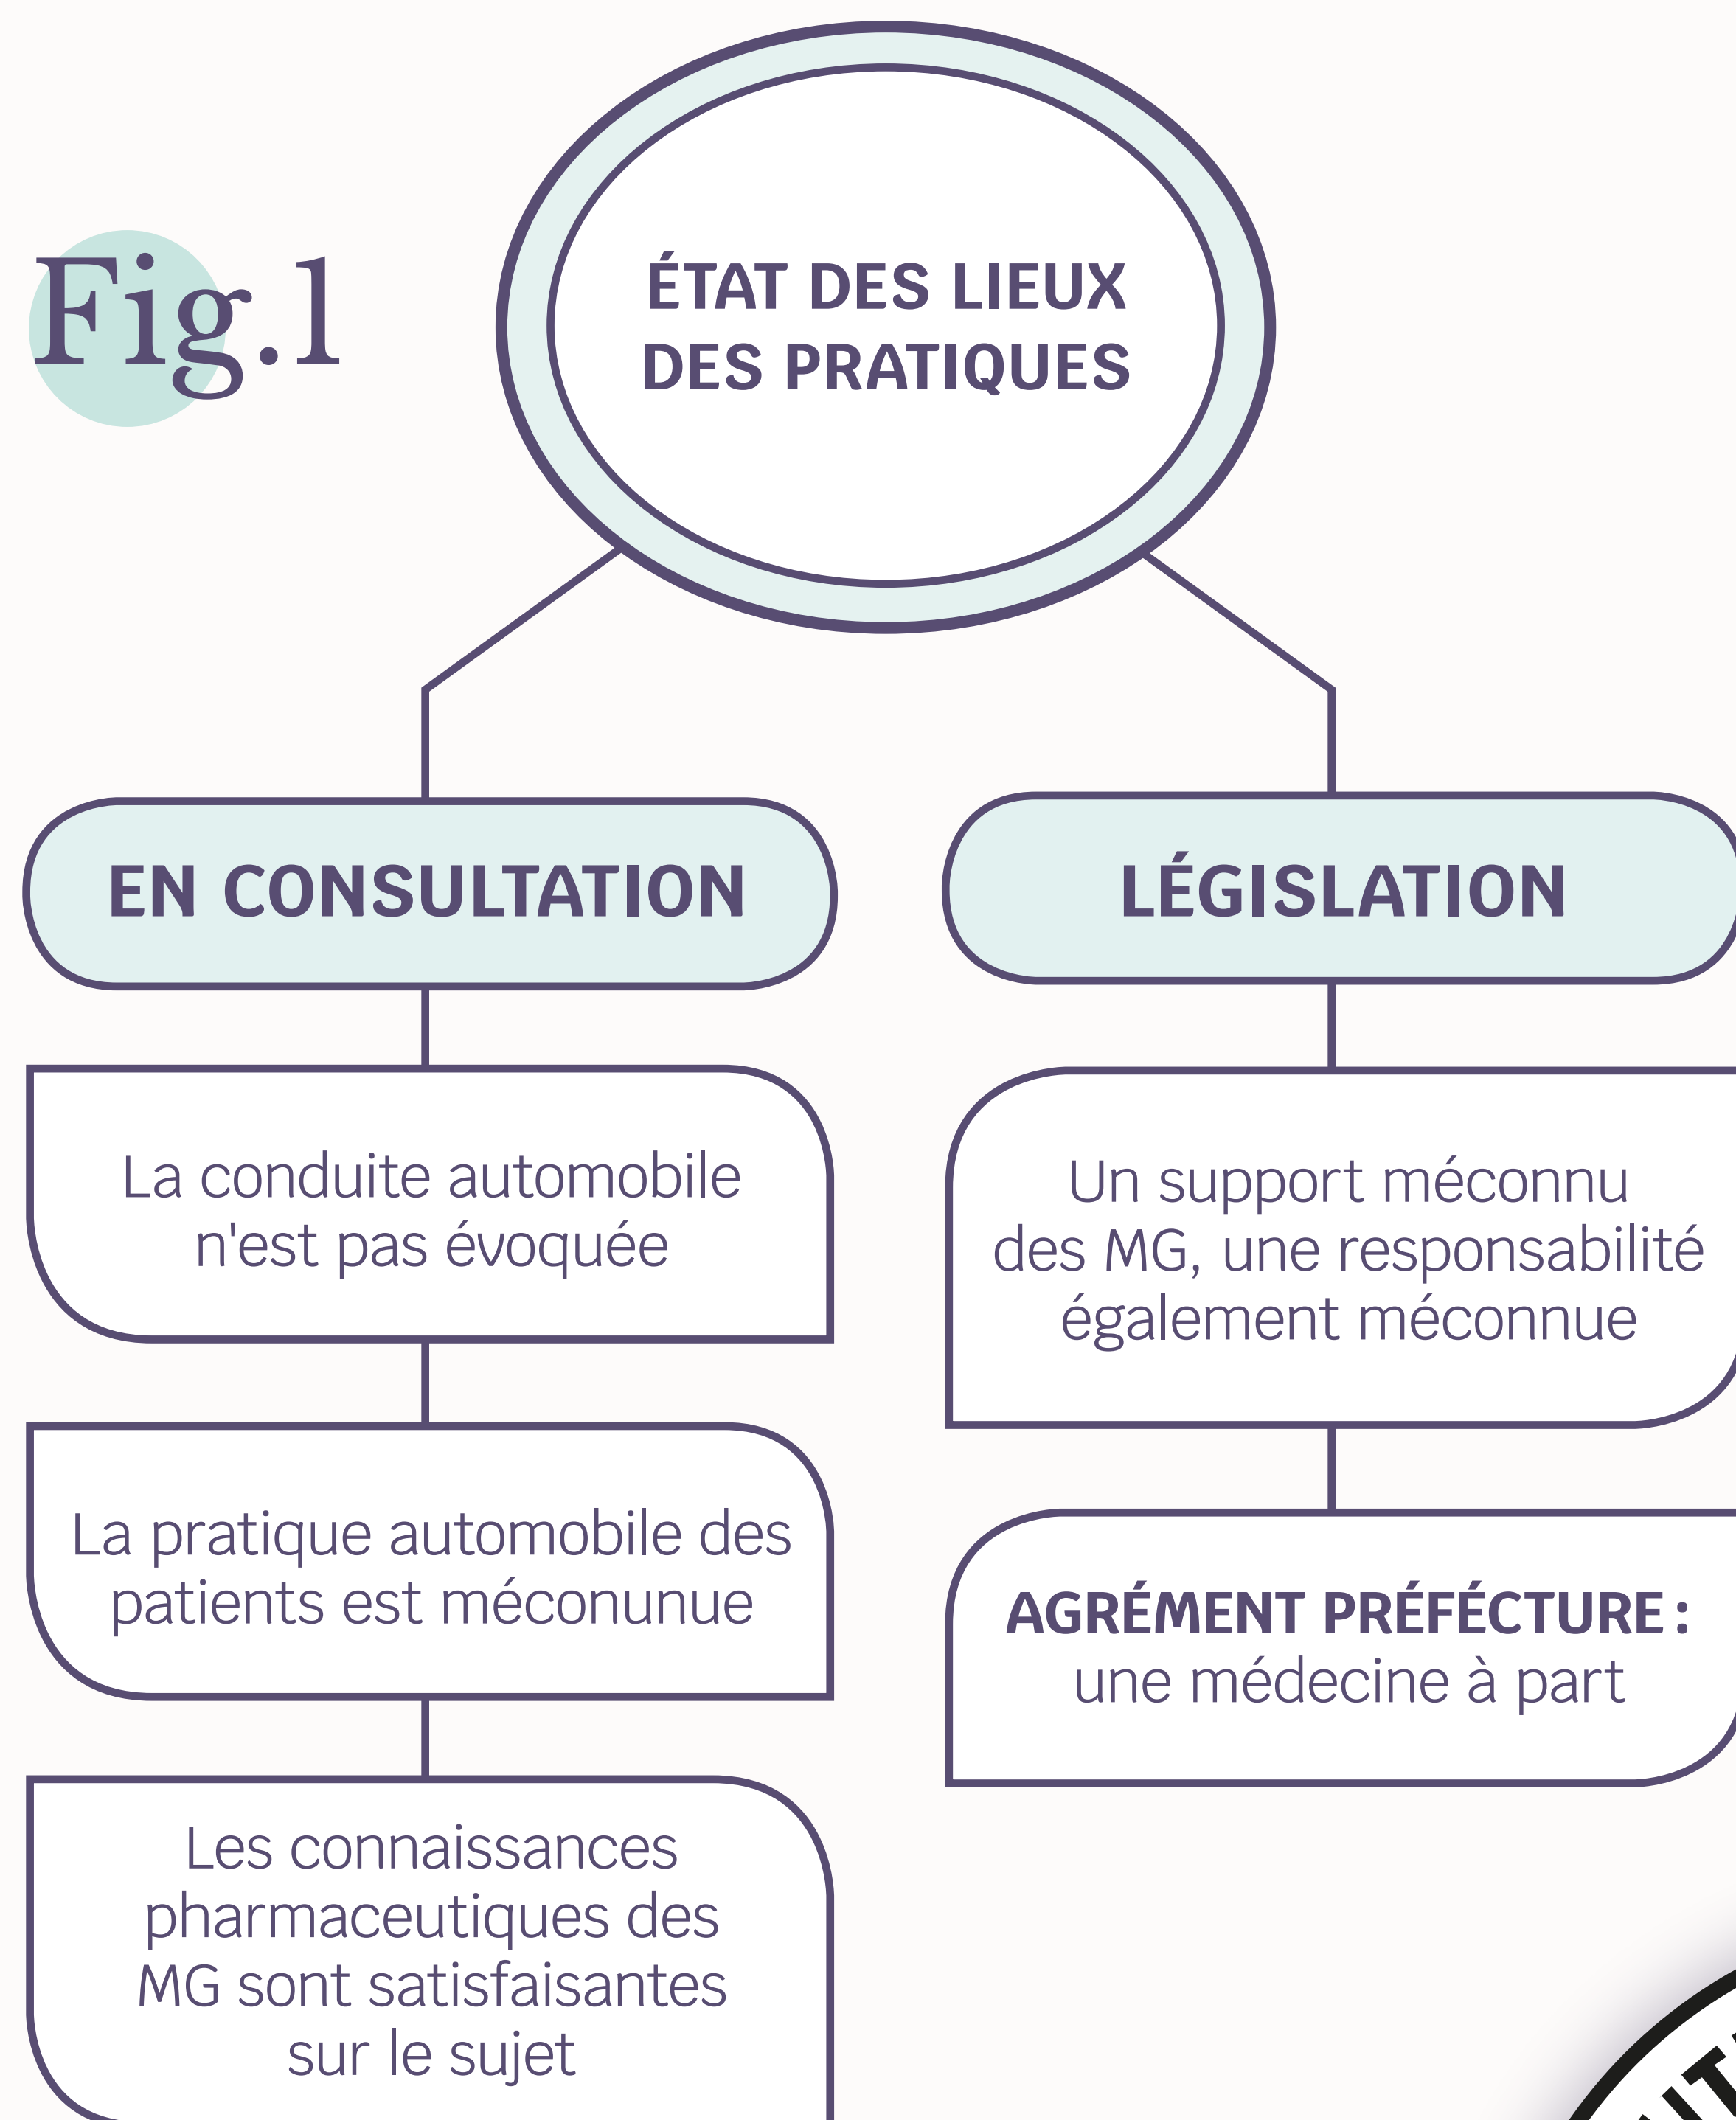 Fig.1
ÉTAT DES LIEUX
DES PRATIQUES
EN CONSULTATION
La conduite automobile
n'est pas évoquée
La pratique automobile des
patients est méconunue
Les connaissances
pharmaceutiques des
MG sont satisfaisantes
sur le sujet
LÉGISLATION
Un support méconnu
des MG, une responsabilité
également méconnue
AGRÉMENT PRÉFÉCTURE :
une médecine à part